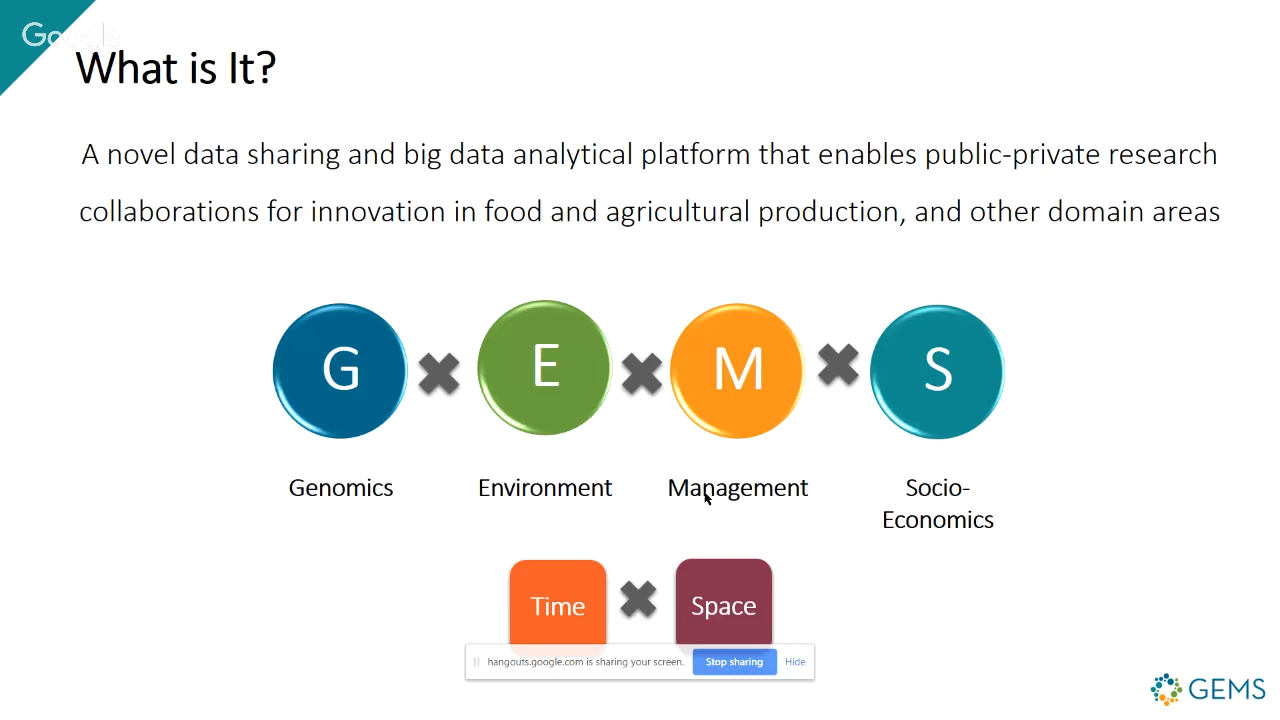 Google
What is It?
A novel data sharing and big data analytical platform that enables public-private research
collaborations for innovation in food and agricultural production, and other domain areas
G E M S
Genomics Environment Management Socio-
Economics
Time Space
hangouts.google.com is sharing your screen. Stop sharing Hide
GEMS